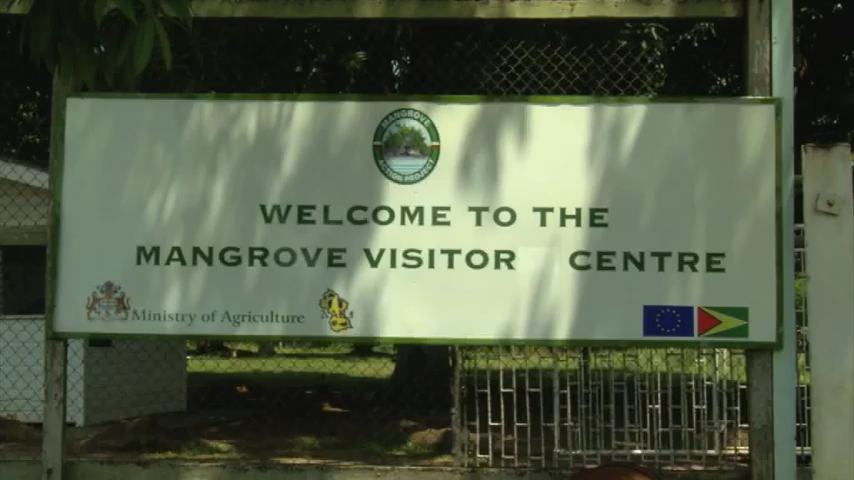 MANGROVE
ACTION PROJECT
WELCOME TO THE
MANGROVE VISITOR CENTRE
Ministry of Agriculture